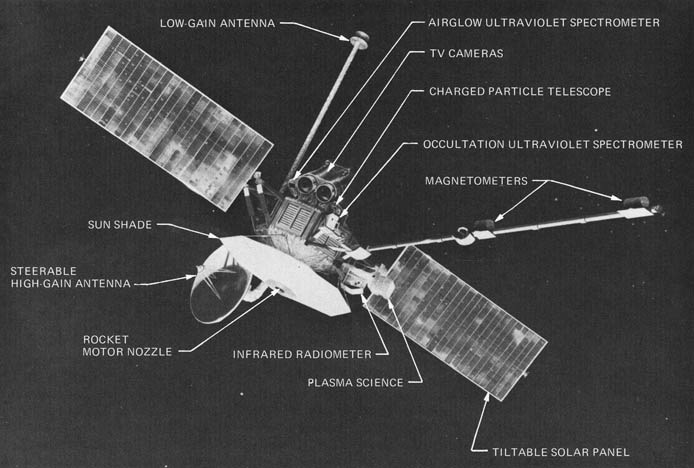 LOW-GAIN ANTENNA
AIRGLOW ULTRAVIOLET SPECTROMETER
TV CAMERAS
CHARGED PARTICLE TELESCOPE
OCCULTATION ULTRAVIOLET SPECTROMETER
MAGNETOMETERS
SUN SHADE
STEERABLE
HIGH-GAIN ANTENNA
ROCKET
MOTOR NOZZLE
INFRARED RADIOMETER
PLASMA SCIENCE
TILTABLE SOLAR PANEL